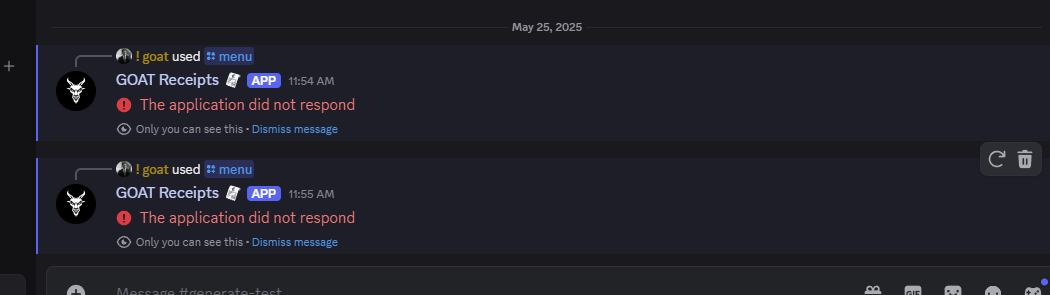 May 25, 2025
! goat used menu
GOAT Receipts APP 11:54 AM
The application did not respond
Only you can see this • Dismiss message
! goat used menu
GOAT Receipts APP 11:55 AM
The application did not respond
Only you can see this • Dismiss message
Message #generate-test
GIF